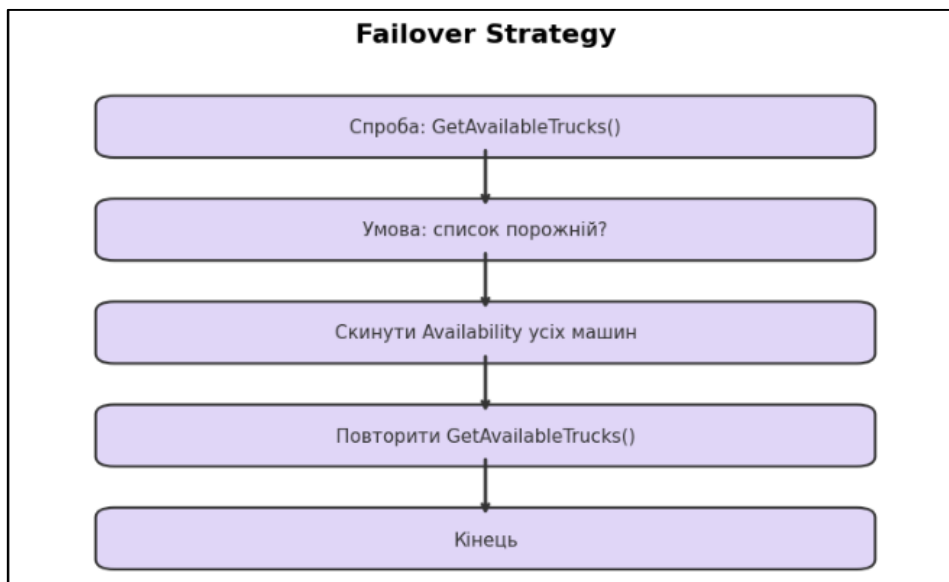 Failover Strategy
Спроба: GetAvailableTrucks()
Умова: список порожній?
Скинути Availability усіх машин
Повторити GetAvailableTrucks()
Кінець